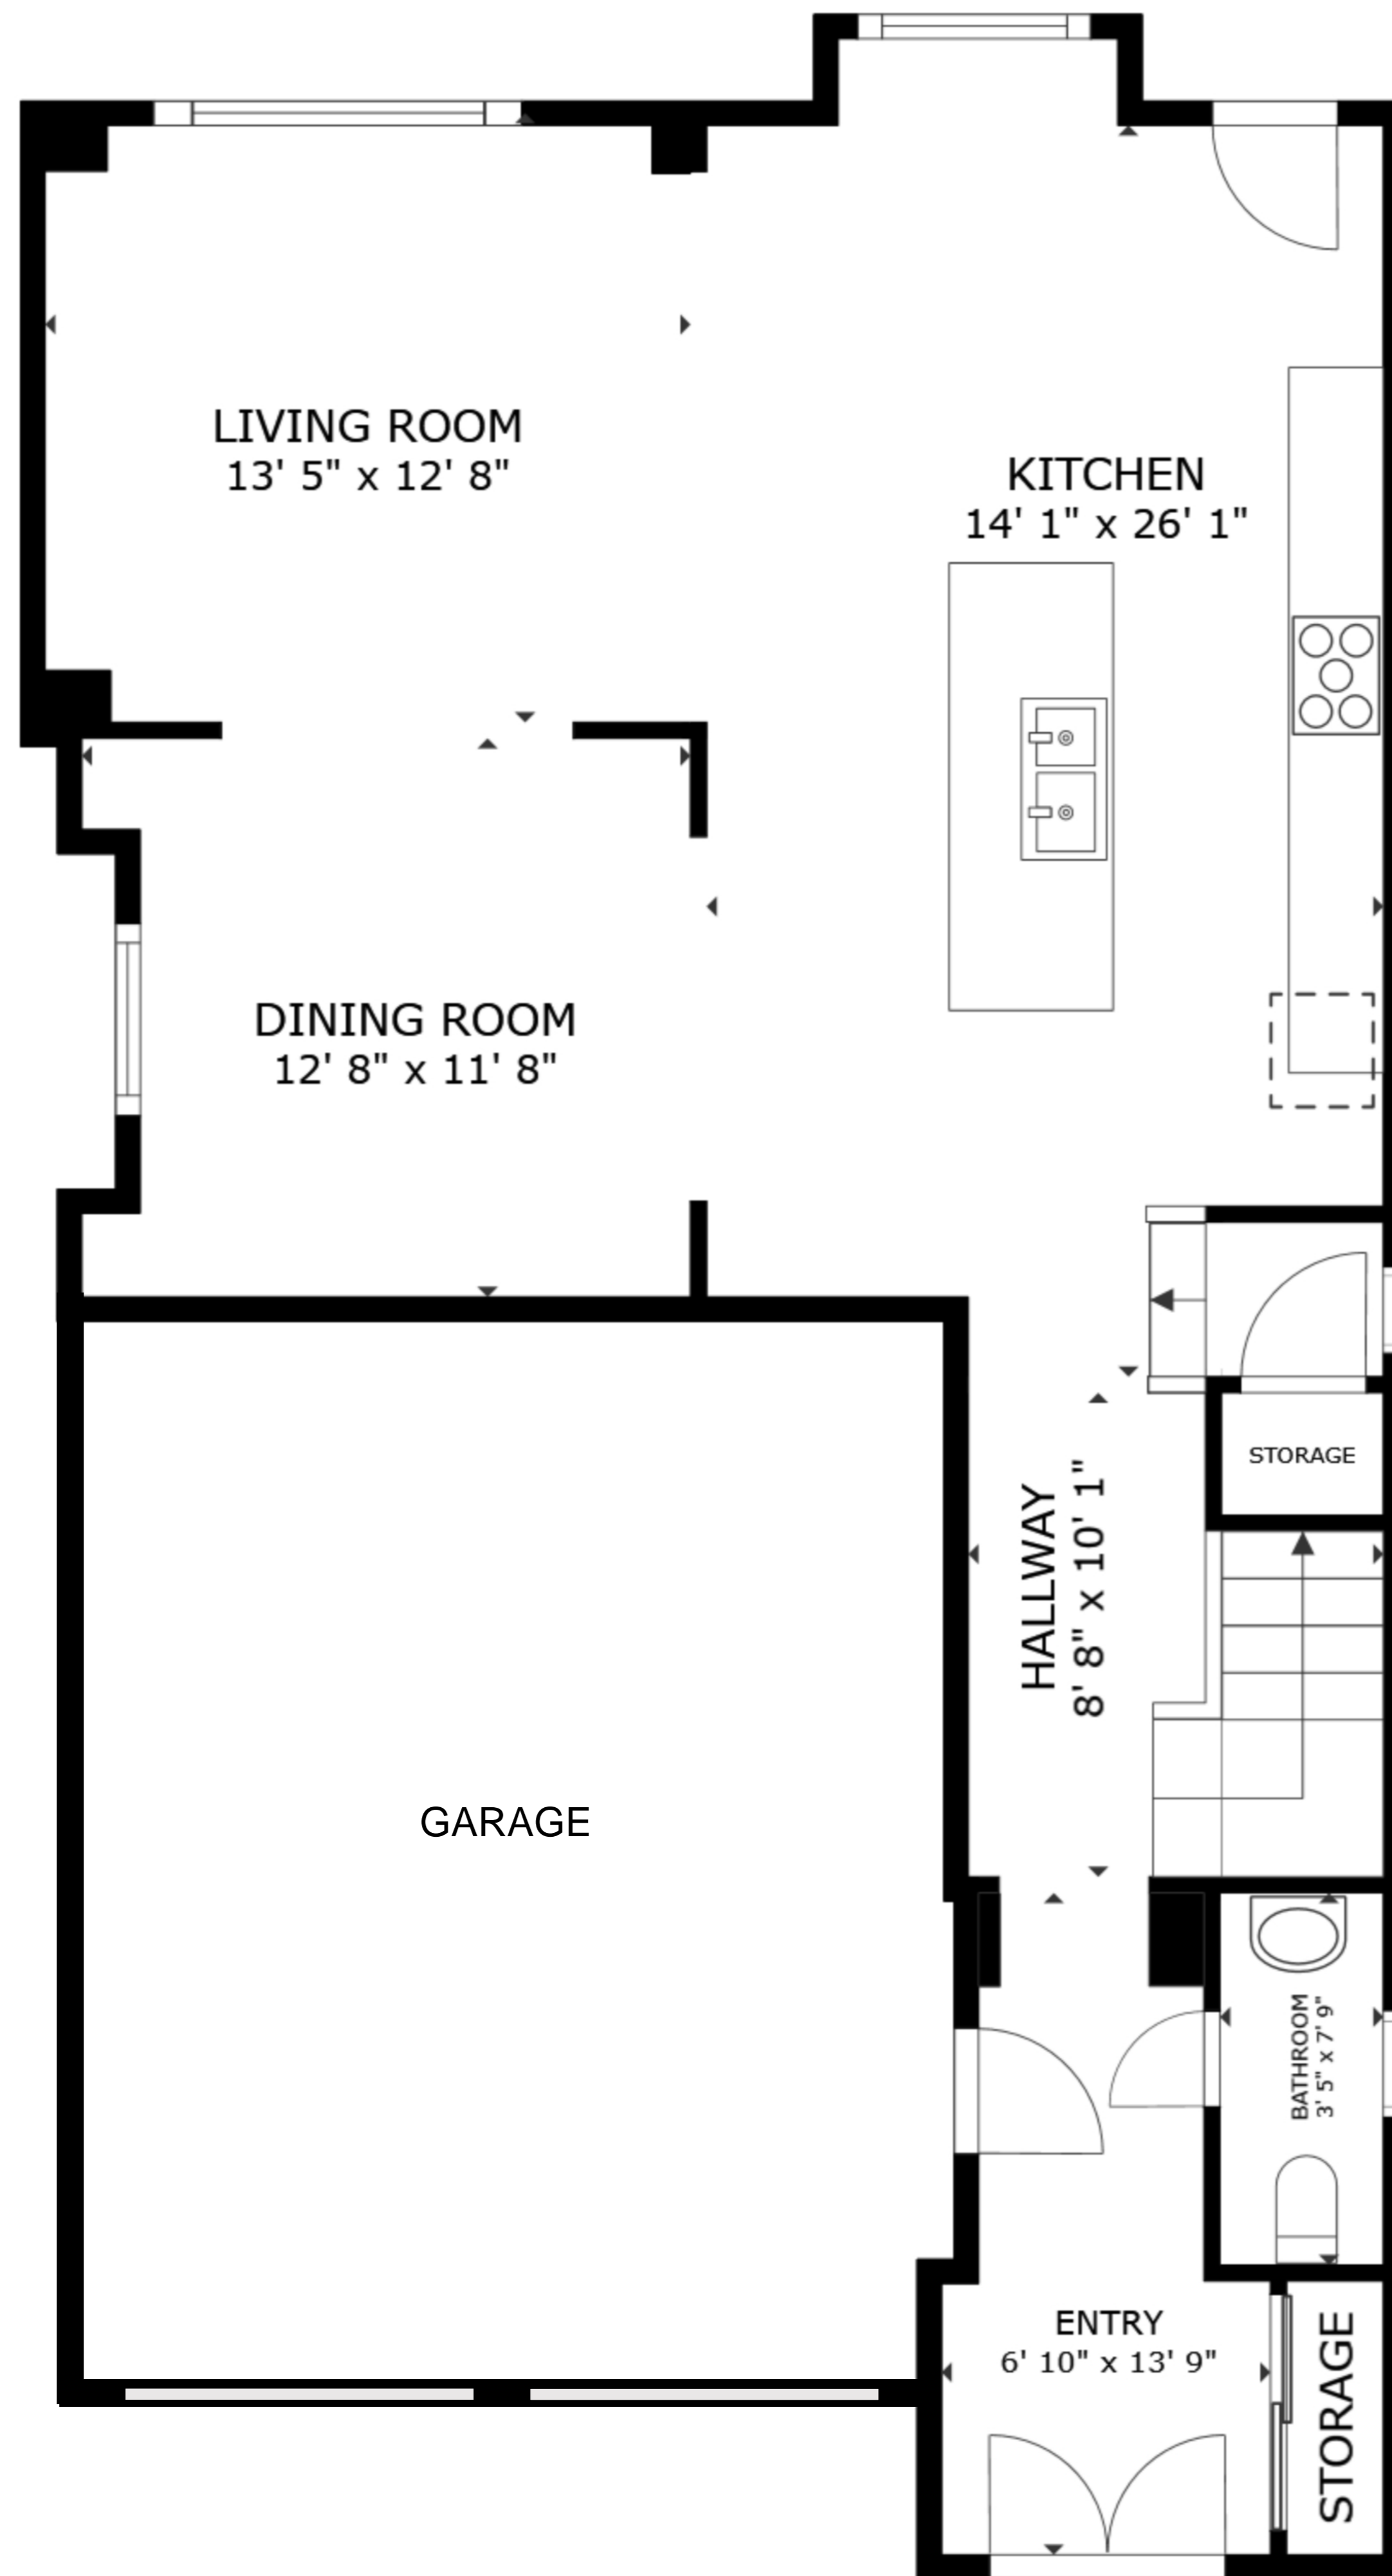 LIVING ROOM
13' 5" x 12' 8"
KITCHEN
14' 1" x 26' 1"
DINING ROOM
12' 8" x 11' 8"
STORAGE
HALLWAY
8' 8" x 10' 1"
GARAGE
BATHROOM
3' 5" x 7' 9"
ENTRY
6' 10" x 13' 9"
STORAGE